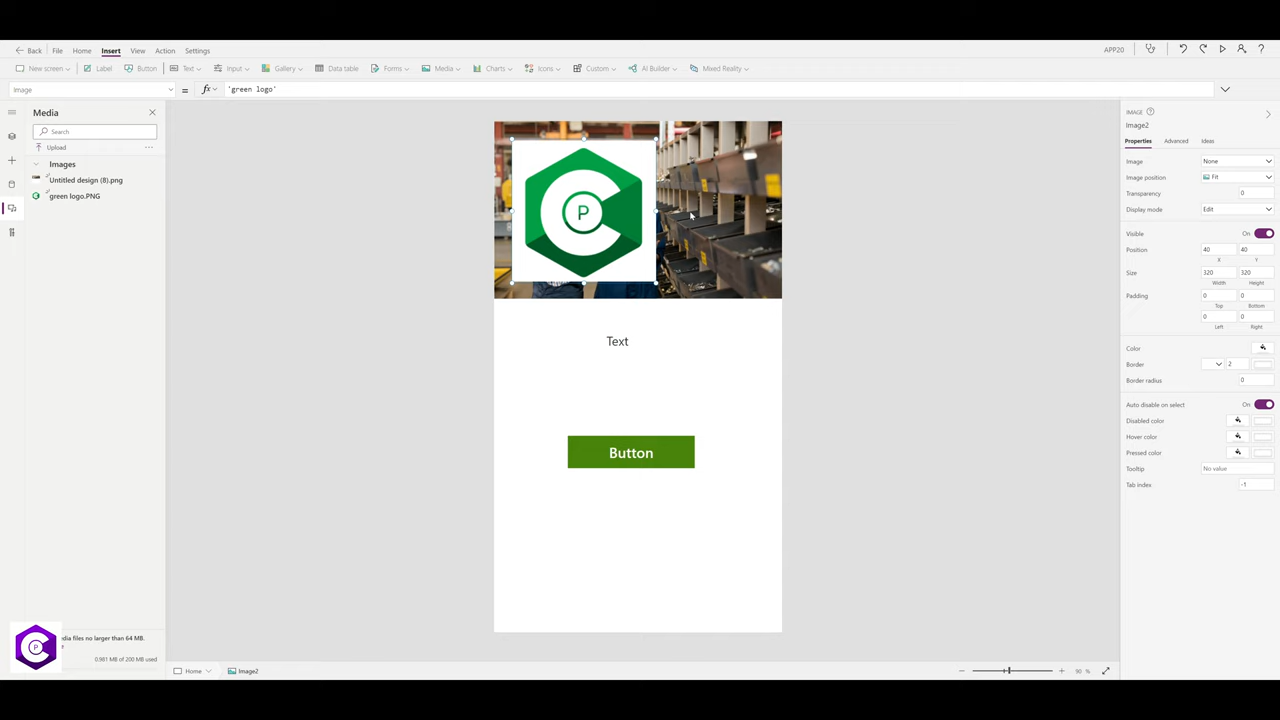 Back File Home Insert View Action Settings APP20
New screen Label Button Text Input Gallery Data table Forms Media Charts Icons Custom AI Builder Mixed Reality
Image = fx 'green logo'
Media
Search
Upload
Images
Untitled design (8).png
green logo.PNG
P
Text
Button
IMAGE
Image2
Properties Advanced Ideas
Image None
Image position Fit
Transparency 0
Display mode Edit
Visible On
Position 40 40
X Y
Size 320 320
Width Height
Padding 0 0
Top Bottom
0 0
Left Right
Color
Border 2
Border radius 0
Auto disable on select On
Disabled color
Hover color
Pressed color
Tooltip No value
Tab index -1
P
dia files no larger than 64 MB.
0.981 MB of 200 MB used
Home Image2 90 %